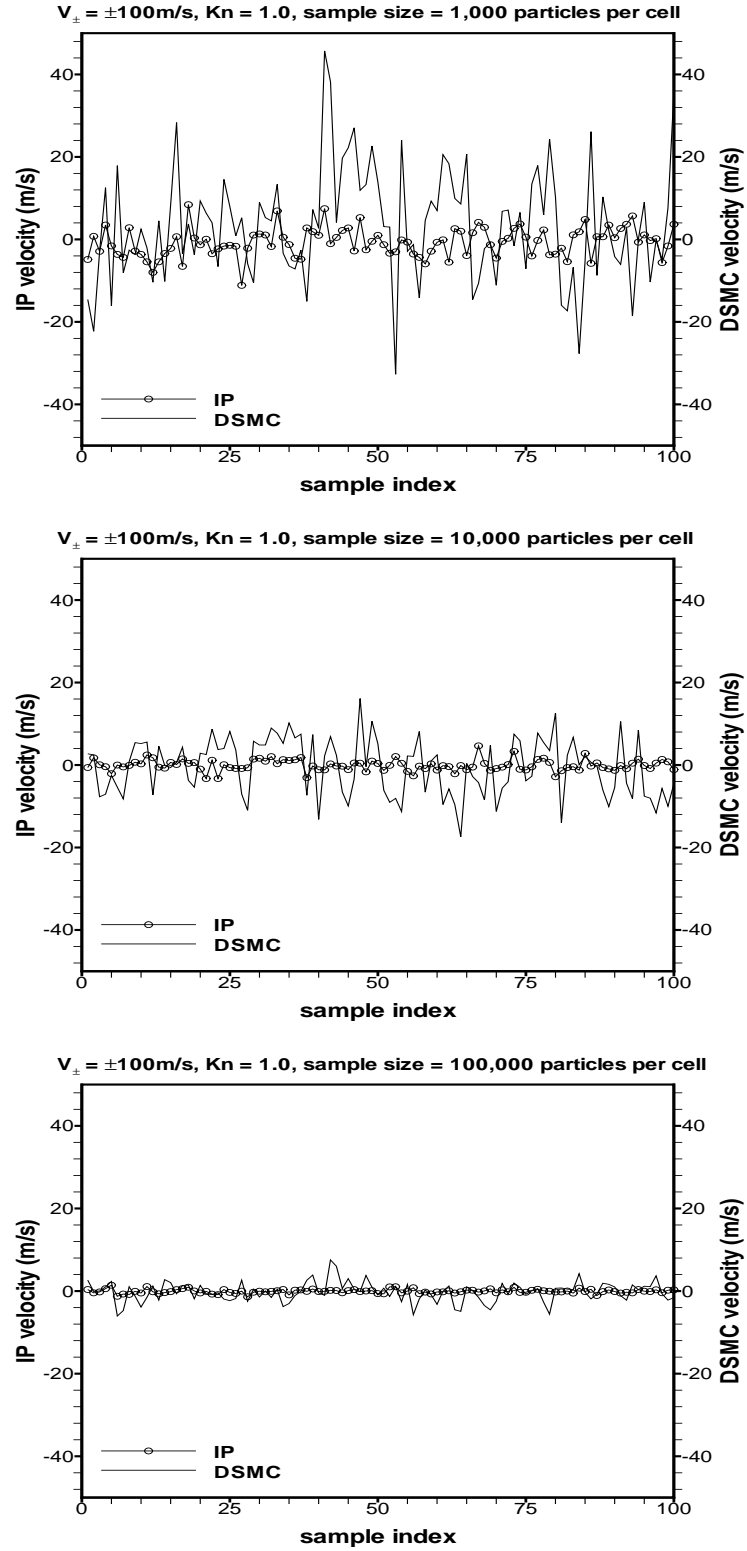 V± = ±100m/s, Kn = 1.0, sample size = 1,000 particles per cell
40
20
0
-20
-40
40
20
0
-20
-40
IP velocity (m/s)
DSMC velocity (m/s)
IP
DSMC
0 25 50 75 100
sample index
V± = ±100m/s, Kn = 1.0, sample size = 10,000 particles per cell
40
20
0
-20
-40
40
20
0
-20
-40
IP velocity (m/s)
DSMC velocity (m/s)
IP
DSMC
0 25 50 75 100
sample index
V± = ±100m/s, Kn = 1.0, sample size = 100,000 particles per cell
40
20
0
-20
-40
40
20
0
-20
-40
IP velocity (m/s)
DSMC velocity (m/s)
IP
DSMC
0 25 50 75 100
sample index